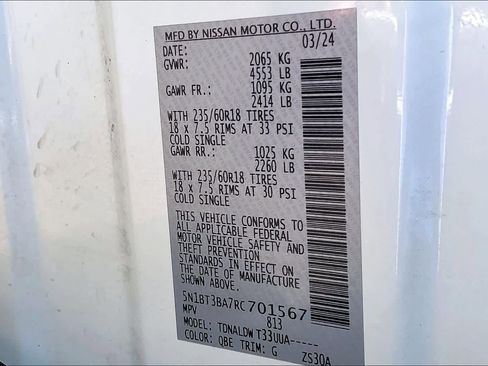 MFD BY NISSAN MOTOR CO., LTD.
DATE: 03/24
GVWR: 2065 KG
4553 LB
GAWR FR.: 1095 KG
2414 LB
WITH 235/60R18 TIRES
18 x 7.5 RIMS AT 33 PSI
COLD SINGLE
GAWR RR.: 1025 KG
2260 LB
WITH 235/60R18 TIRES
18 x 7.5 RIMS AT 30 PSI
COLD SINGLE
THIS VEHICLE CONFORMS TO
ALL APPLICABLE FEDERAL
MOTOR VEHICLE SAFETY AND
THEFT PREVENTION
STANDARDS IN EFFECT ON
THE DATE OF MANUFACTURE
SHOWN ABOVE.
5N1BT3BA7RC701567
MPV 813
MODEL: TDNALDWT33UUA-----
COLOR: QBE TRIM: G ZS30A